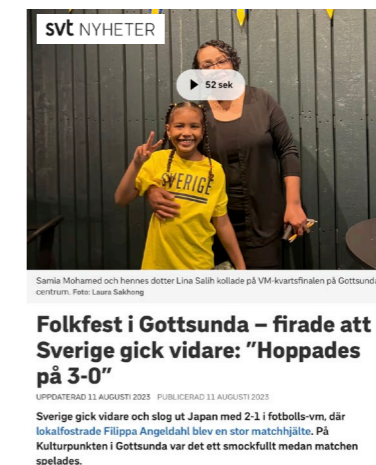 svt NYHETER
52 sek
SVERIGE
Samia Mohamed och hennes dotter Lina Salih kollade på VM-kvartsfinalen på Gottsunda
centrum. Foto: Laura Sakhong
Folkfest i Gottsunda – firade att
Sverige gick vidare: ”Hoppades
på 3-0”
UPPDATERAD 11 AUGUSTI 2023 PUBLICERAD 11 AUGUSTI 2023
Sverige gick vidare och slog ut Japan med 2-1 i fotbolls-vm, där
lokalfostrade Filippa Angeldahl blev en stor matchhjälte. På
Kulturpunkten i Gottsunda var det ett smockfullt medan matchen
spelades.